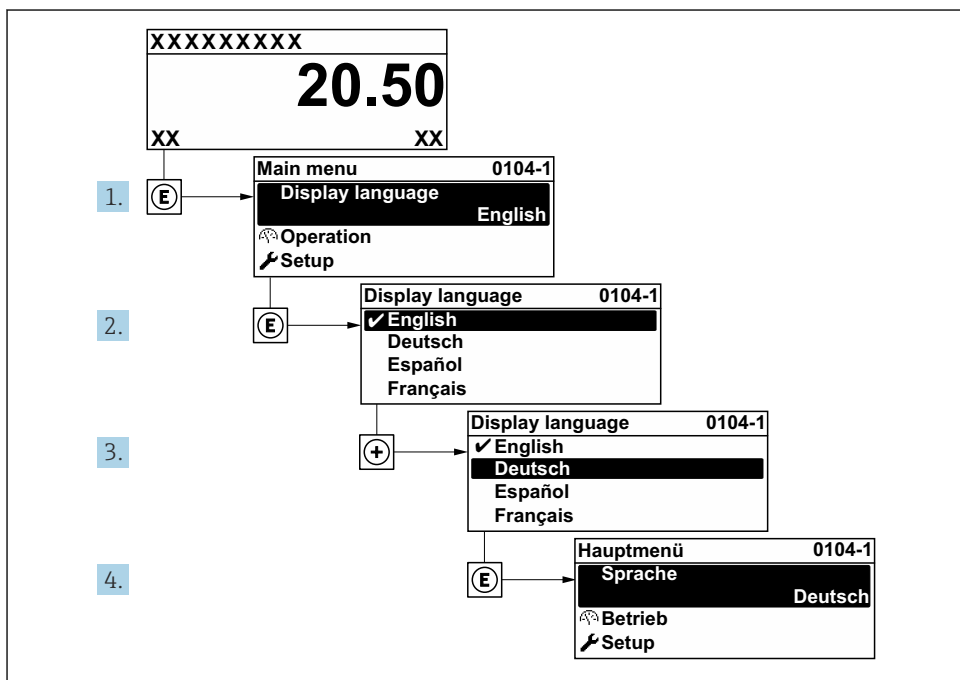 XXXXXXXXX
20.50
XX XX
1. E
Main menu 0104-1
Display language
English
Operation
Setup
2. E
Display language 0104-1
✔English
Deutsch
Español
Français
3. +
Display language 0104-1
✔English
Deutsch
Español
Français
4. E
Hauptmenü 0104-1
Sprache
Deutsch
Betrieb
Setup